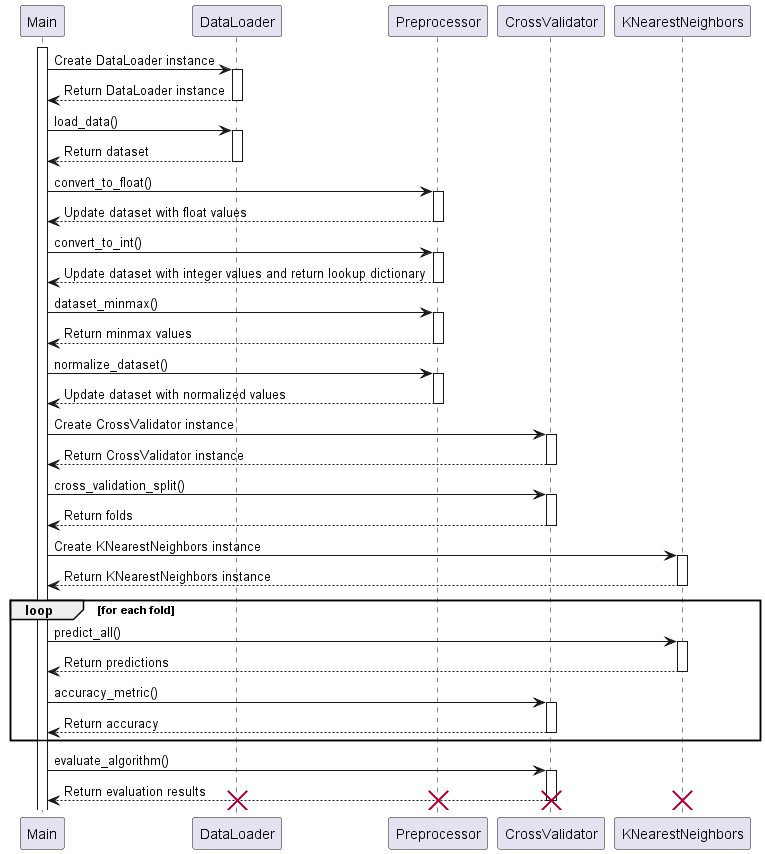 Main DataLoader Preprocessor CrossValidator KNearestNeighbors
Create DataLoader instance
Return DataLoader instance
load_data()
Return dataset
convert_to_float()
Update dataset with float values
convert_to_int()
Update dataset with integer values and return lookup dictionary
dataset_minmax()
Return minmax values
normalize_dataset()
Update dataset with normalized values
Create CrossValidator instance
Return CrossValidator instance
cross_validation_split()
Return folds
Create KNearestNeighbors instance
Return KNearestNeighbors instance
loop [for each fold]
predict_all()
Return predictions
accuracy_metric()
Return accuracy
evaluate_algorithm()
Return evaluation results
Main DataLoader Preprocessor CrossValidator KNearestNeighbors